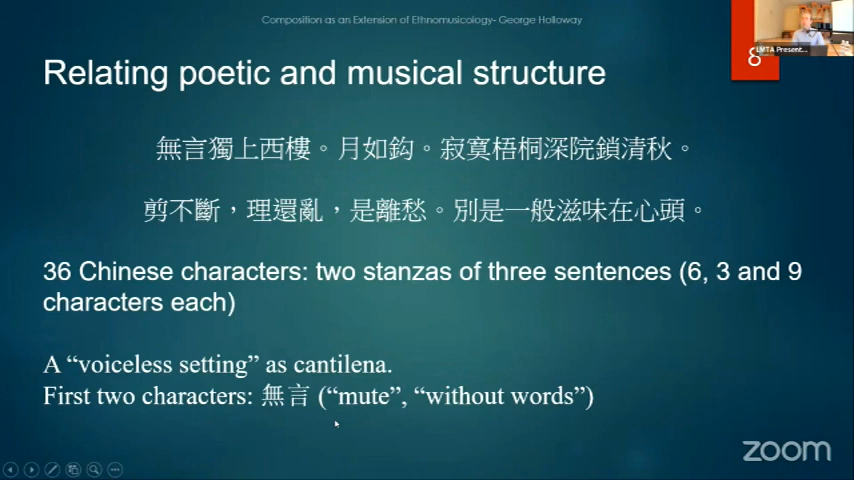 Composition as an Extension of Ethnomusicology- George Holloway
8
LMTA Present...
Relating poetic and musical structure
無言獨上西樓。月如鈎。寂寞梧桐深院鎖清秋。
剪不斷，理還亂，是離愁。別是一般滋味在心頭。
36 Chinese characters: two stanzas of three sentences (6, 3 and 9
characters each)
A “voiceless setting” as cantilena.
First two characters: 無言 (“mute”, “without words”)
zoom